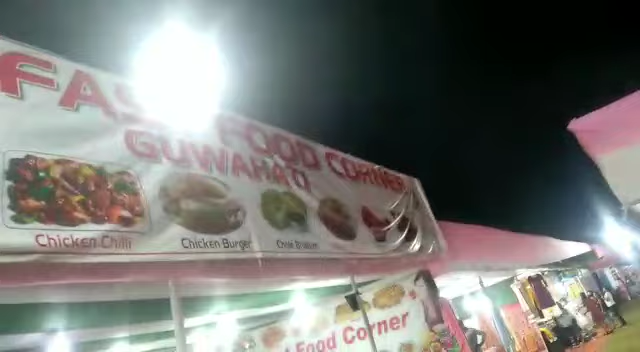 FAST FOOD CORNER
GUWAHATI
Chicken Chilli
Chicken Burger
Food Corner